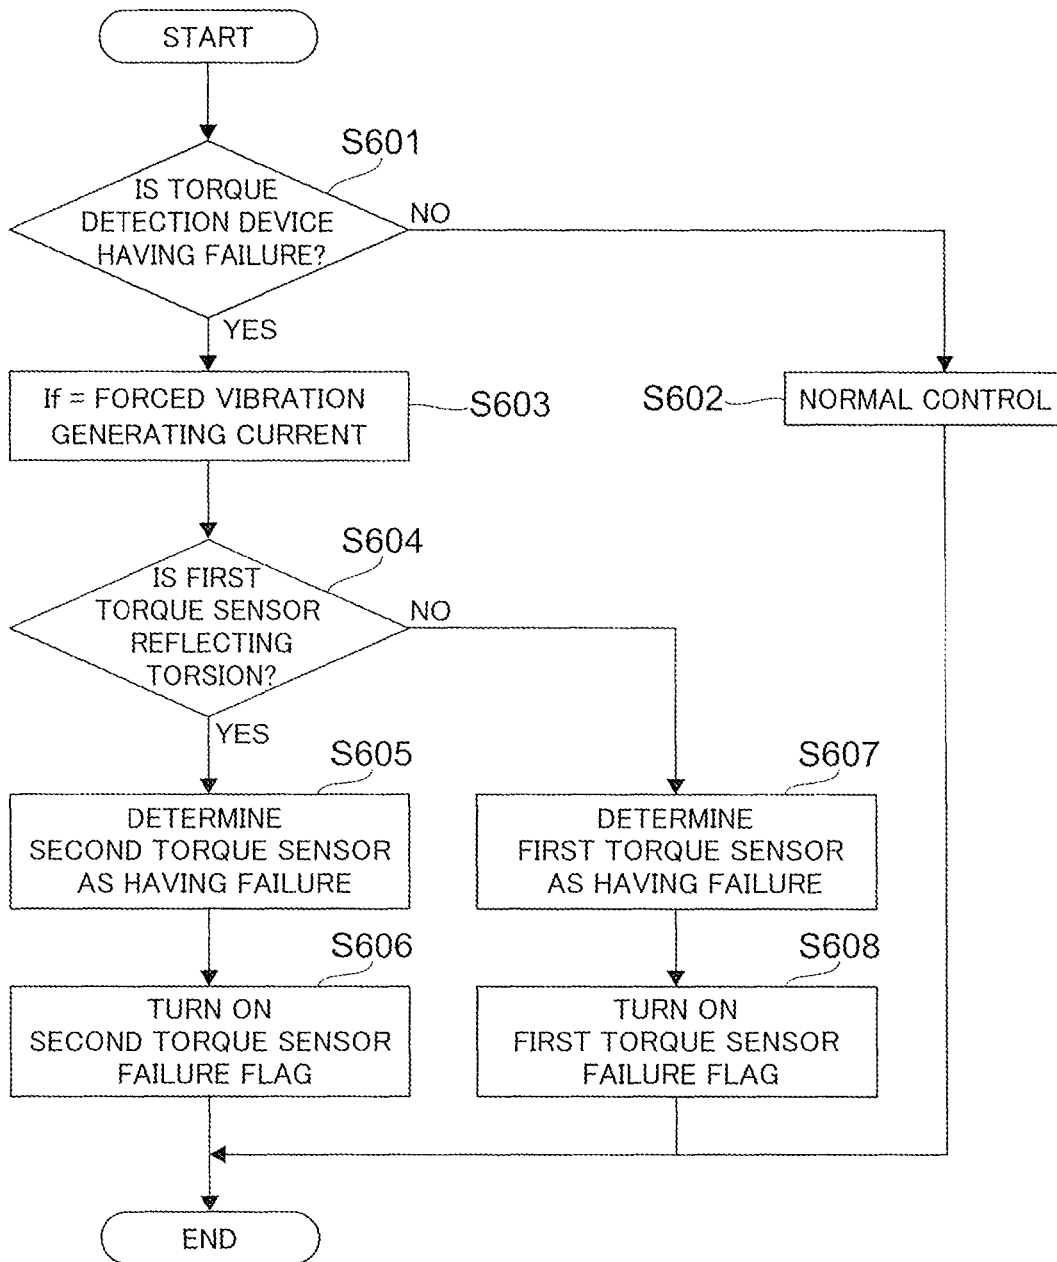 START
S601
IS TORQUE
DETECTION DEVICE
HAVING FAILURE?
NO
YES
If = FORCED VIBRATION
GENERATING CURRENT
S603
S602
NORMAL CONTROL
S604
IS FIRST
TORQUE SENSOR
REFLECTING
TORSION?
NO
YES
S605
DETERMINE
SECOND TORQUE SENSOR
AS HAVING FAILURE
S607
DETERMINE
FIRST TORQUE SENSOR
AS HAVING FAILURE
S606
TURN ON
SECOND TORQUE SENSOR
FAILURE FLAG
S608
TURN ON
FIRST TORQUE SENSOR
FAILURE FLAG
END